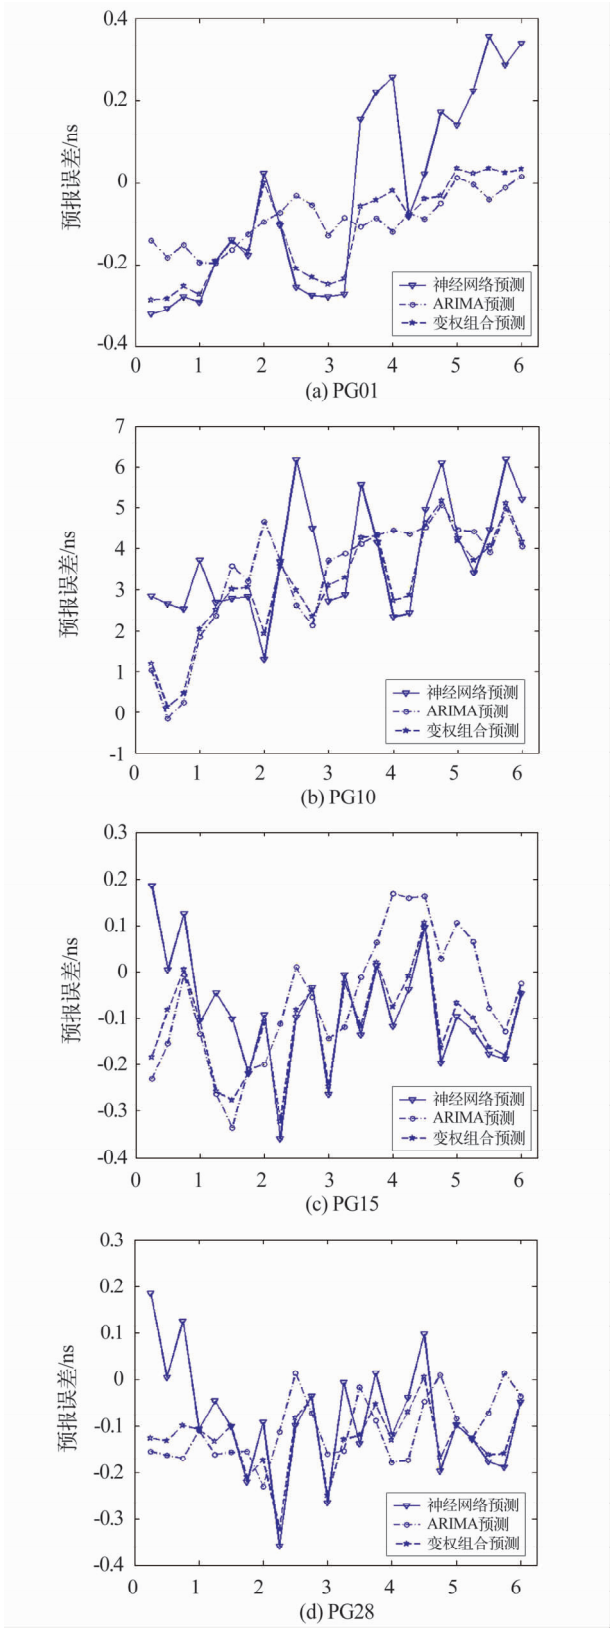 0.4
0.2
0
-0.2
-0.4
预报误差/ns
神经网络预测
ARIMA预测
变权组合预测
0 1 2 3 4 5 6
(a) PG01
7
6
5
4
3
2
1
0
-1
预报误差/ns
神经网络预测
ARIMA预测
变权组合预测
0 1 2 3 4 5 6
(b) PG10
0.3
0.2
0.1
0
-0.1
-0.2
-0.3
-0.4
预报误差/ns
神经网络预测
ARIMA预测
变权组合预测
0 1 2 3 4 5 6
(c) PG15
0.3
0.2
0.1
0
-0.1
-0.2
-0.3
-0.4
预报误差/ns
神经网络预测
ARIMA预测
变权组合预测
0 1 2 3 4 5 6
(d) PG28